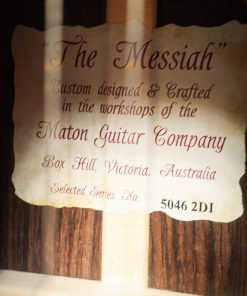 "The Messiah"
Custom designed & Crafted
in the workshops of the
Maton Guitar Company
Box Hill, Victoria, Australia
Selected Series No. 5046 2DI